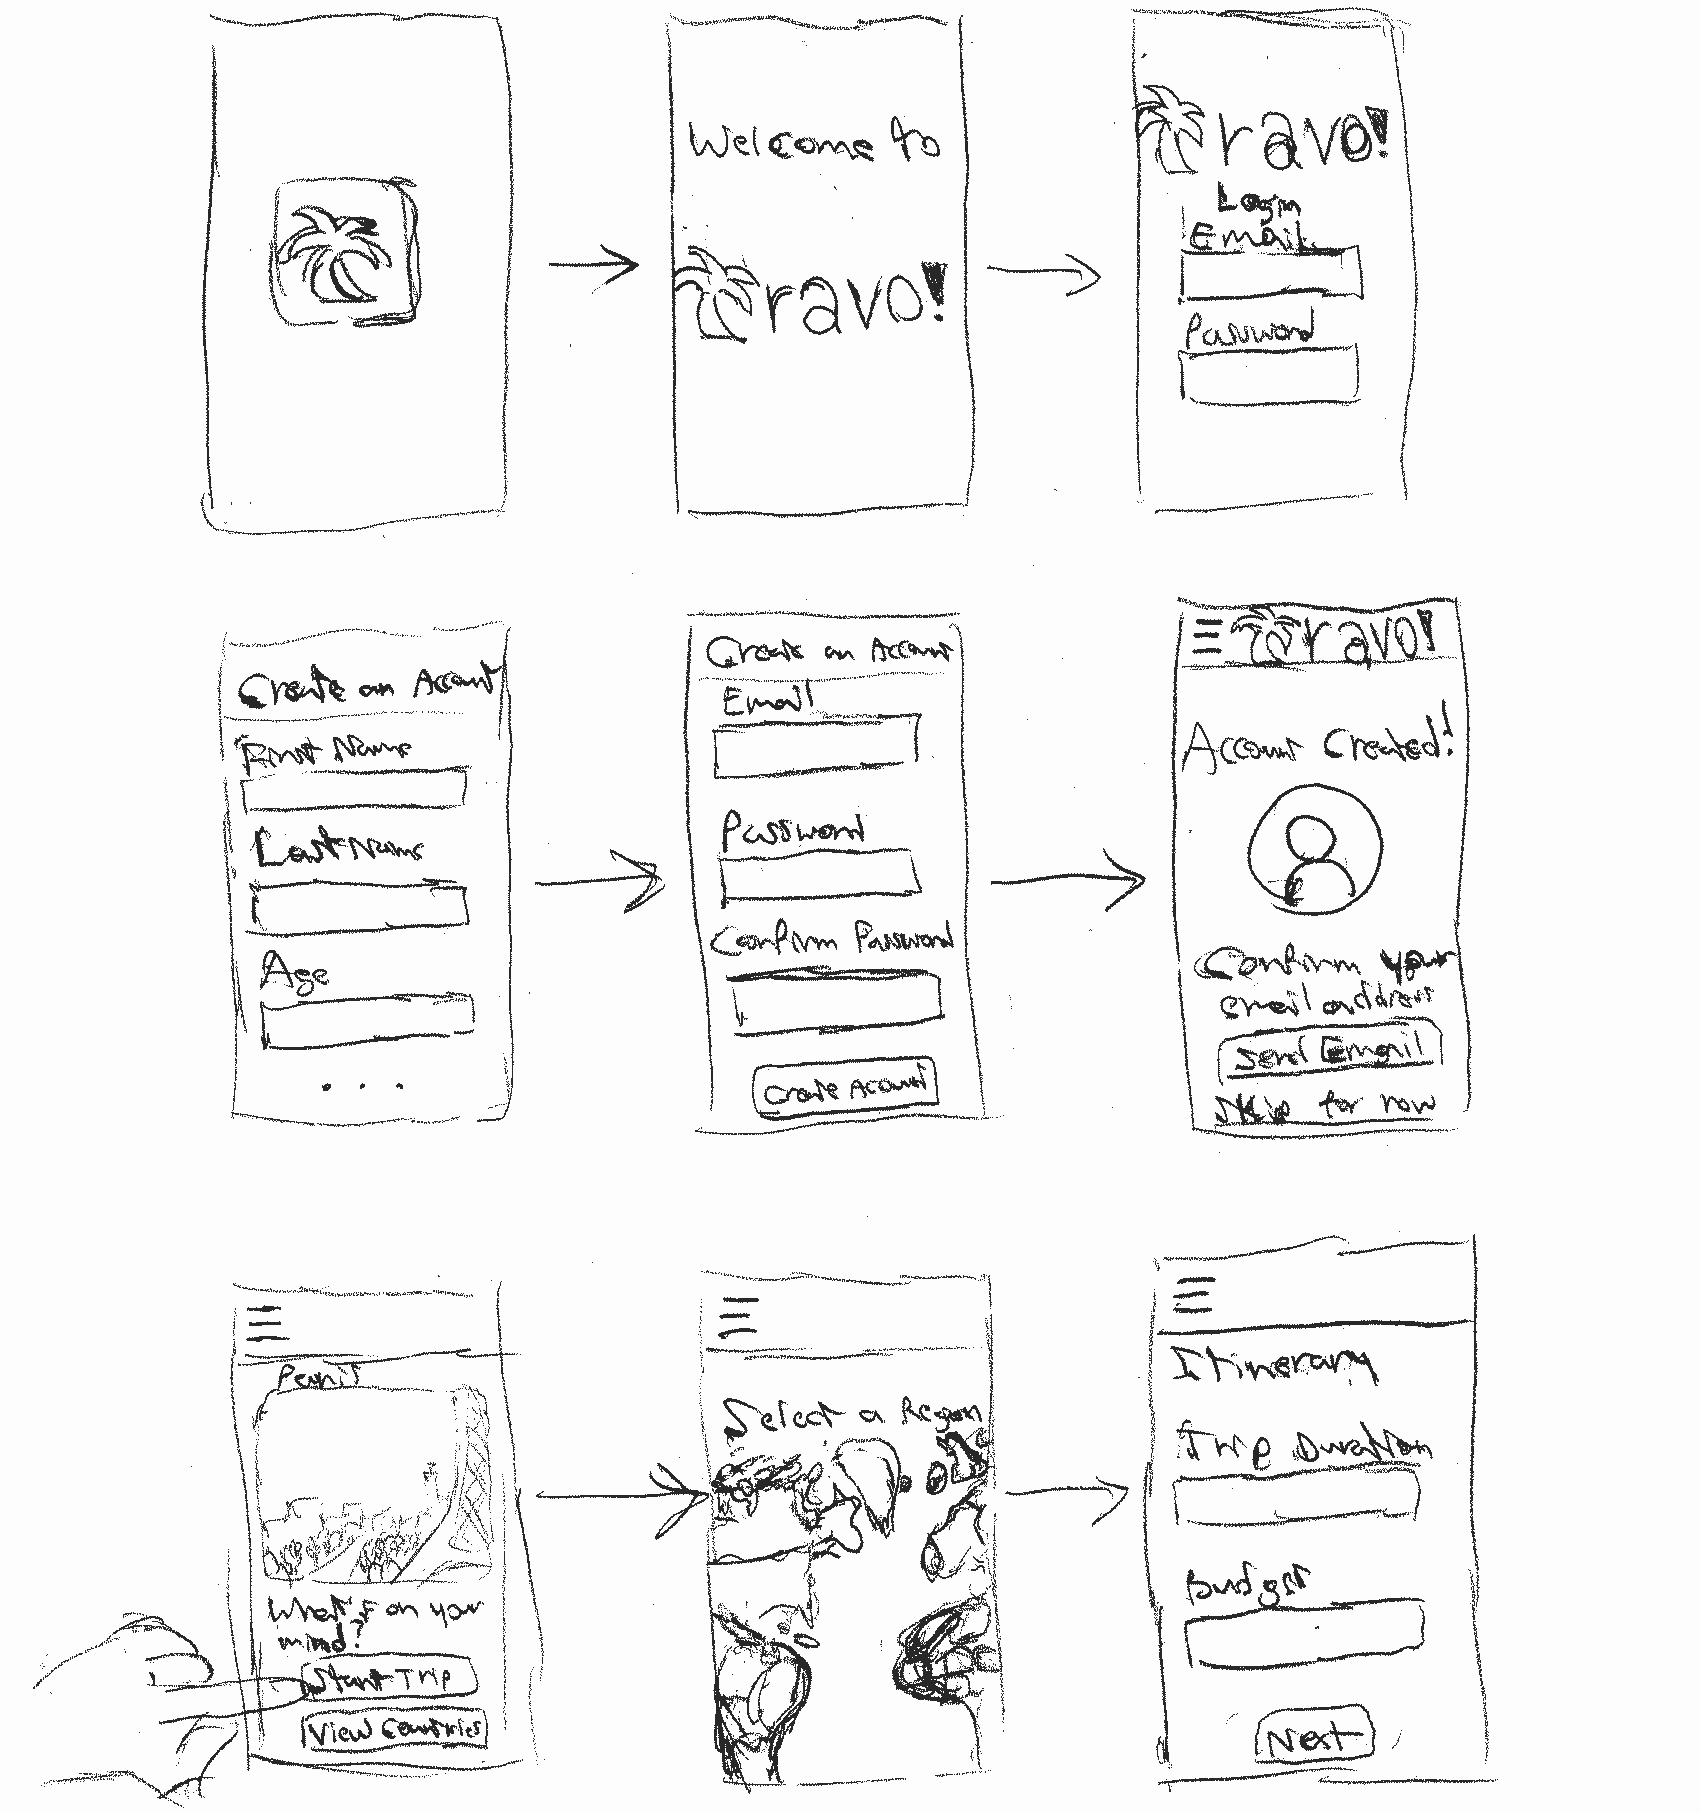 Welcome to
ravo!
ravo!
Login
Email
Password
Create an Account
First Name
Last Name
Age
...
Create an Account
Email
Password
Confirm Password
Create Account
ravo!
Account Created!
Confirm your
email address
Send Email
Skip for now
What's on your
mind?
Start Trip
View Countries
Select a Region
Itinerary
Trip Duration
Budget
Next